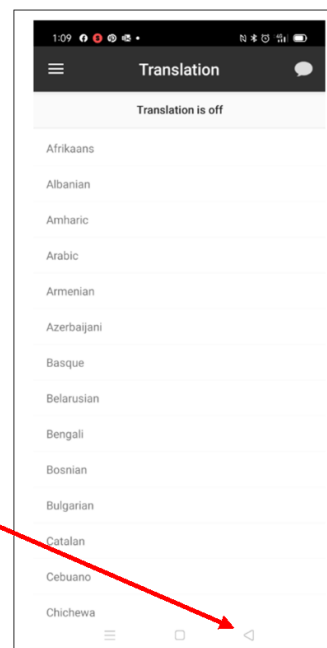 1:09
Translation
Translation is off
Afrikaans
Albanian
Amharic
Arabic
Armenian
Azerbaijani
Basque
Belarusian
Bengali
Bosnian
Bulgarian
Catalan
Cebuano
Chichewa